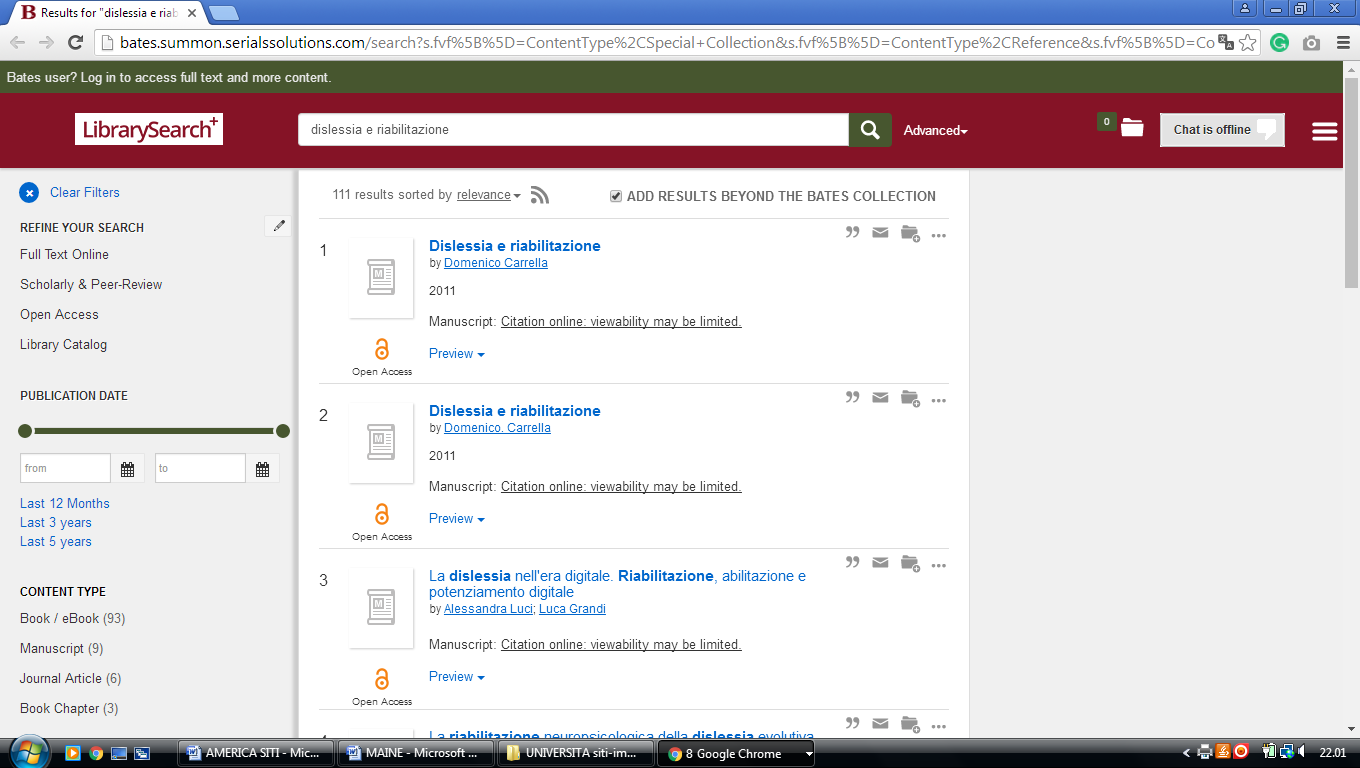 Results for "dislessia e riab
bates.summon.serialssolutions.com/search?s.fvf%5B%5D=ContentType%2CSpecial+Collection&s.fvf%5B%5D=ContentType%2CReference&s.fvf%5B%5D=Co
Bates user? Log in to access full text and more content.
LibrarySearch+
dislessia e riabilitazione
Advanced
0
Chat is offline
Clear Filters
REFINE YOUR SEARCH
Full Text Online
Scholarly & Peer-Review
Open Access
Library Catalog
PUBLICATION DATE
from
to
Last 12 Months
Last 3 years
Last 5 years
CONTENT TYPE
Book / eBook (93)
Manuscript (9)
Journal Article (6)
Book Chapter (3)
111 results sorted by relevance
ADD RESULTS BEYOND THE BATES COLLECTION
1
Dislessia e riabilitazione
by Domenico Carrella
2011
Manuscript: Citation online: viewability may be limited.
Open Access
Preview
2
Dislessia e riabilitazione
by Domenico. Carrella
2011
Manuscript: Citation online: viewability may be limited.
Open Access
Preview
3
La dislessia nell'era digitale. Riabilitazione, abilitazione e
potenziamento digitale
by Alessandra Luci; Luca Grandi
Manuscript: Citation online: viewability may be limited.
Open Access
Preview
La riabilitazione neuropsicologica della dislessia evolutiva
AMERICA SITI - Mic...
MAINE - Microsoft ...
UNIVERSITA siti-im...
8 Google Chrome
22.01